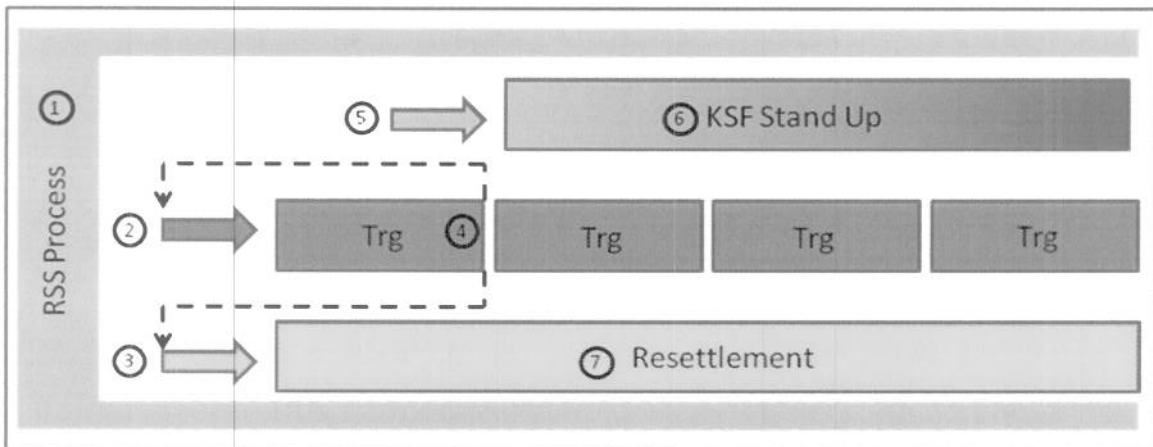 ① RSS Process
⑤
⑥ KSF Stand Up
②
Trg ④
Trg
Trg
Trg
③
⑦ Resettlement